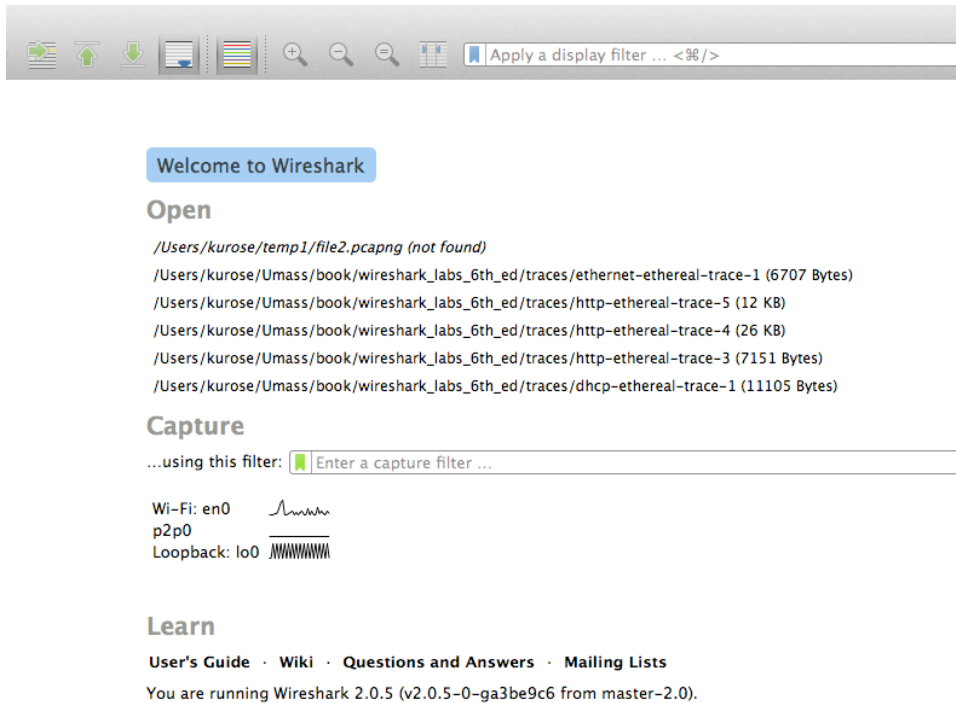 Apply a display filter ... <⌘/>
Welcome to Wireshark
Open
/Users/kurose/temp1/file2.pcapng (not found)
/Users/kurose/Umass/book/wireshark_labs_6th_ed/traces/ethernet-ethereal-trace-1 (6707 Bytes)
/Users/kurose/Umass/book/wireshark_labs_6th_ed/traces/http-ethereal-trace-5 (12 KB)
/Users/kurose/Umass/book/wireshark_labs_6th_ed/traces/http-ethereal-trace-4 (26 KB)
/Users/kurose/Umass/book/wireshark_labs_6th_ed/traces/http-ethereal-trace-3 (7151 Bytes)
/Users/kurose/Umass/book/wireshark_labs_6th_ed/traces/dhcp-ethereal-trace-1 (11105 Bytes)
Capture
...using this filter: Enter a capture filter ...
Wi-Fi: en0
p2p0
Loopback: lo0
Learn
User's Guide · Wiki · Questions and Answers · Mailing Lists
You are running Wireshark 2.0.5 (v2.0.5-0-ga3be9c6 from master-2.0).